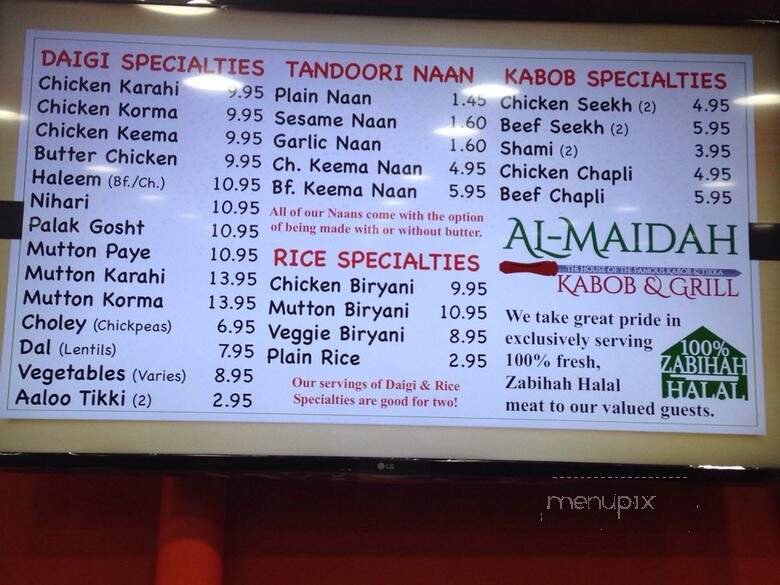 DAIGI SPECIALTIES
Chicken Karahi 9.95
Chicken Korma 9.95
Chicken Keema 9.95
Butter Chicken 9.95
Haleem (Bf./Ch.) 10.95
Nihari 10.95
Palak Gosht 10.95
Mutton Paye 10.95
Mutton Karahi 13.95
Mutton Korma 13.95
Choley (Chickpeas) 6.95
Dal (Lentils) 7.95
Vegetables (Varies) 8.95
Aaloo Tikki (2) 2.95
TANDOORI NAAN
Plain Naan 1.45
Sesame Naan 1.60
Garlic Naan 1.60
Ch. Keema Naan 4.95
Bf. Keema Naan 5.95
All of our Naans come with the option
of being made with or without butter.
RICE SPECIALTIES
Chicken Biryani 9.95
Mutton Biryani 10.95
Veggie Biryani 8.95
Plain Rice 2.95
Our servings of Daigi & Rice
Specialties are good for two!
KABOB SPECIALTIES
Chicken Seekh (2) 4.95
Beef Seekh (2) 5.95
Shami (2) 3.95
Chicken Chapli 4.95
Beef Chapli 5.95
AL-MAIDAH
THE HOUSE OF THE FAMOUS KABOB & TIKKA
KABOB & GRILL
We take great pride in
exclusively serving
100% fresh,
Zabihah Halal
meat to our valued guests.
100%
ZABIHAH
HALAL
LG
menupix